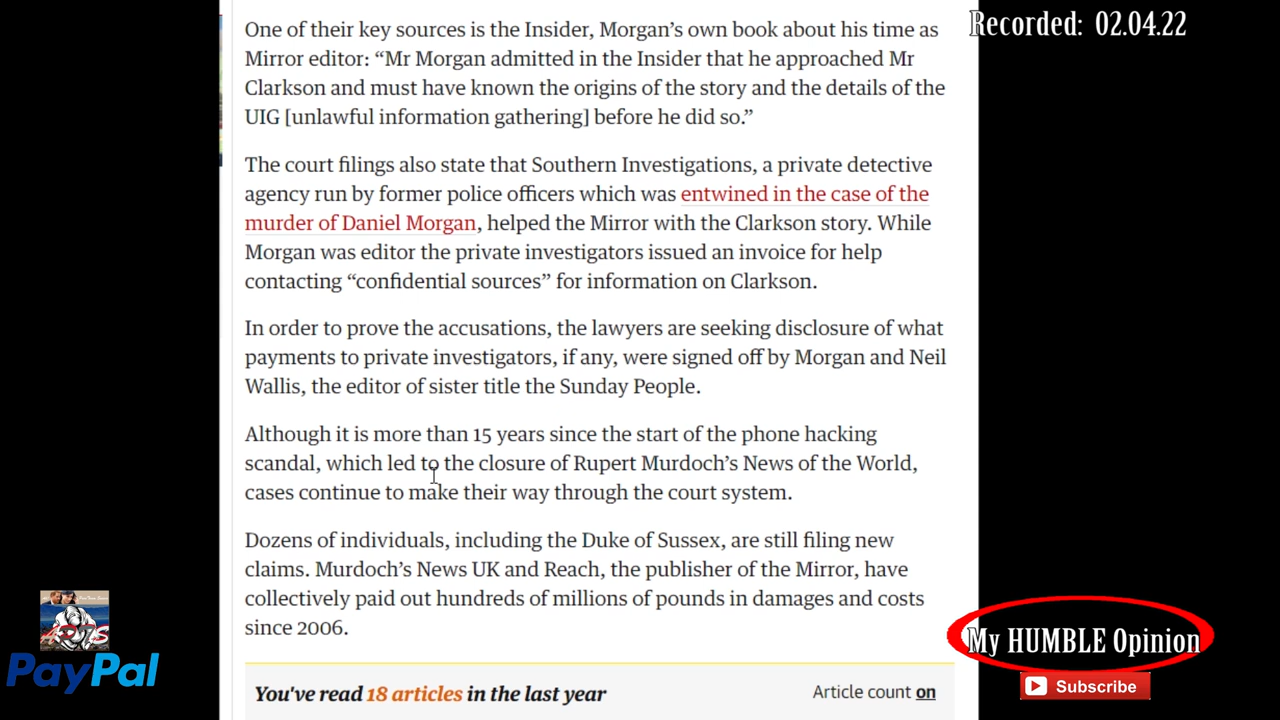 Recorded: 02.04.22
One of their key sources is the Insider, Morgan’s own book about his time as
Mirror editor: “Mr Morgan admitted in the Insider that he approached Mr
Clarkson and must have known the origins of the story and the details of the
UIG [unlawful information gathering] before he did so.”
The court filings also state that Southern Investigations, a private detective
agency run by former police officers which was entwined in the case of the
murder of Daniel Morgan, helped the Mirror with the Clarkson story. While
Morgan was editor the private investigators issued an invoice for help
contacting “confidential sources” for information on Clarkson.
In order to prove the accusations, the lawyers are seeking disclosure of what
payments to private investigators, if any, were signed off by Morgan and Neil
Wallis, the editor of sister title the Sunday People.
Although it is more than 15 years since the start of the phone hacking
scandal, which led to the closure of Rupert Murdoch’s News of the World,
cases continue to make their way through the court system.
Dozens of individuals, including the Duke of Sussex, are still filing new
claims. Murdoch’s News UK and Reach, the publisher of the Mirror, have
collectively paid out hundreds of millions of pounds in damages and costs
since 2006.
You've read 18 articles in the last year
Article count on
PayPal
My HUMBLE Opinion
Subscribe